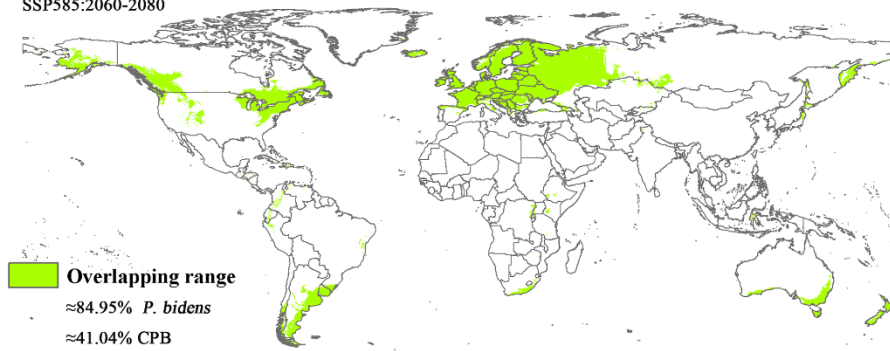 SSP585:2060-2080
Overlapping range
≈84.95% P. bidens
≈41.04% CPB